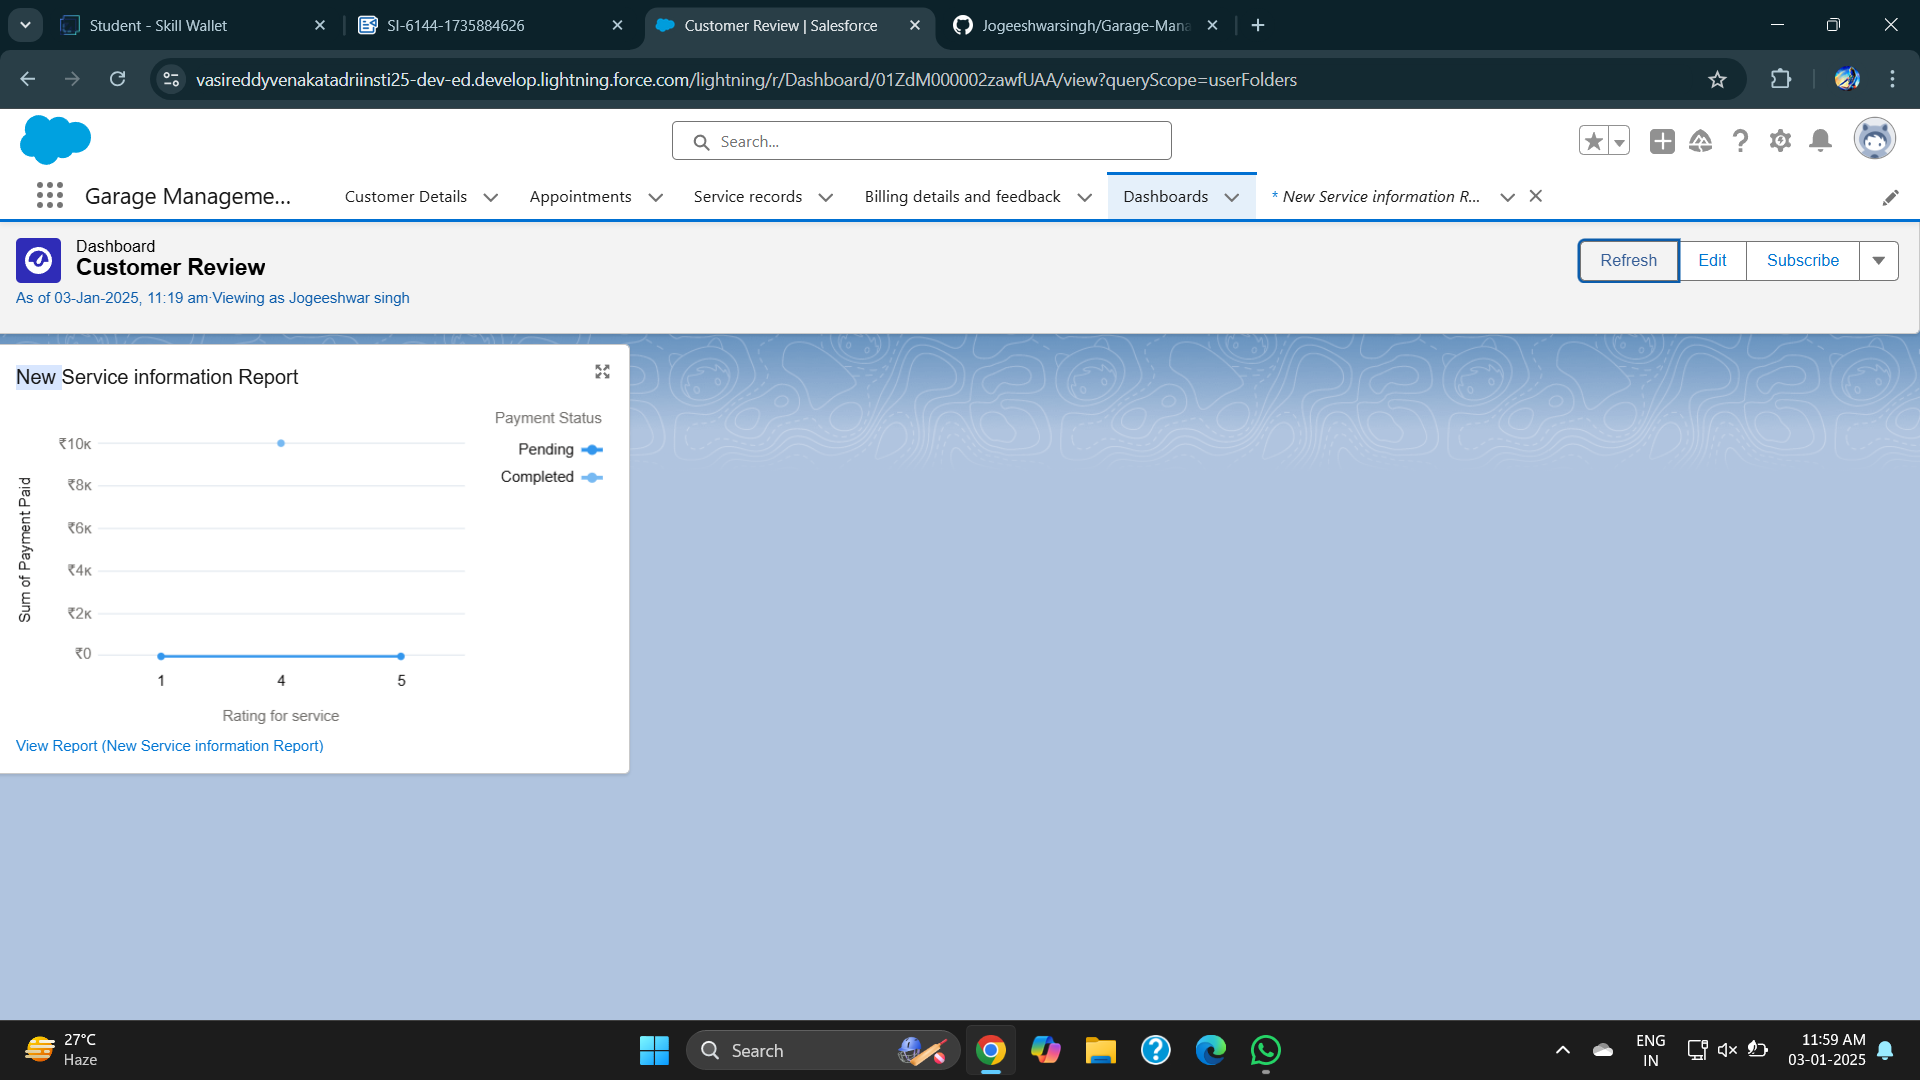 Student - Skill Wallet
SI-6144-1735884626
Customer Review | Salesforce
Jogeeshwarsingh/Garage-Mana
vasireddyvenakatadriinsti25-dev-ed.develop.lightning.force.com/lightning/r/Dashboard/01ZdM000002zawfUAA/view?queryScope=userFolders
Search...
Garage Manageme...
Customer Details
Appointments
Service records
Billing details and feedback
Dashboards
* New Service information R...
Dashboard
Customer Review
As of 03-Jan-2025, 11:19 am·Viewing as Jogeeshwar singh
Refresh
Edit
Subscribe
New Service information Report
Payment Status
Pending
Completed
Sum of Payment Paid
₹10K
₹8K
₹6K
₹4K
₹2K
₹0
1
4
5
Rating for service
View Report (New Service information Report)
27°C
Haze
Search
ENG
IN
11:59 AM
03-01-2025